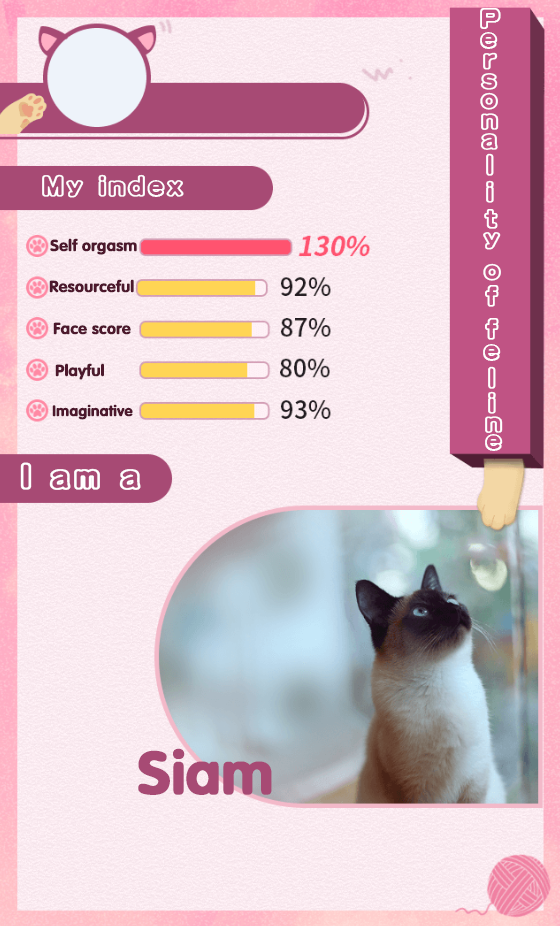 Personality of feline
My index
Self orgasm 130%
Resourceful 92%
Face score 87%
Playful 80%
Imaginative 93%
I am a
Siam